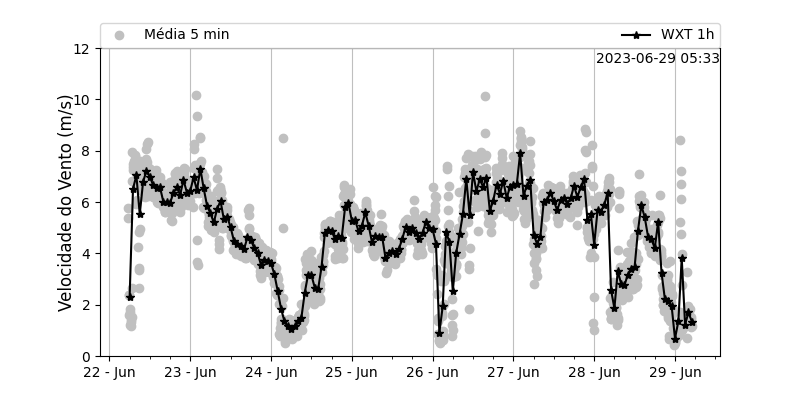 Média 5 min
WXT 1h
2023-06-29 05:33
Velocidade do Vento (m/s)
12
10
8
6
4
2
0
22 - Jun
23 - Jun
24 - Jun
25 - Jun
26 - Jun
27 - Jun
28 - Jun
29 - Jun